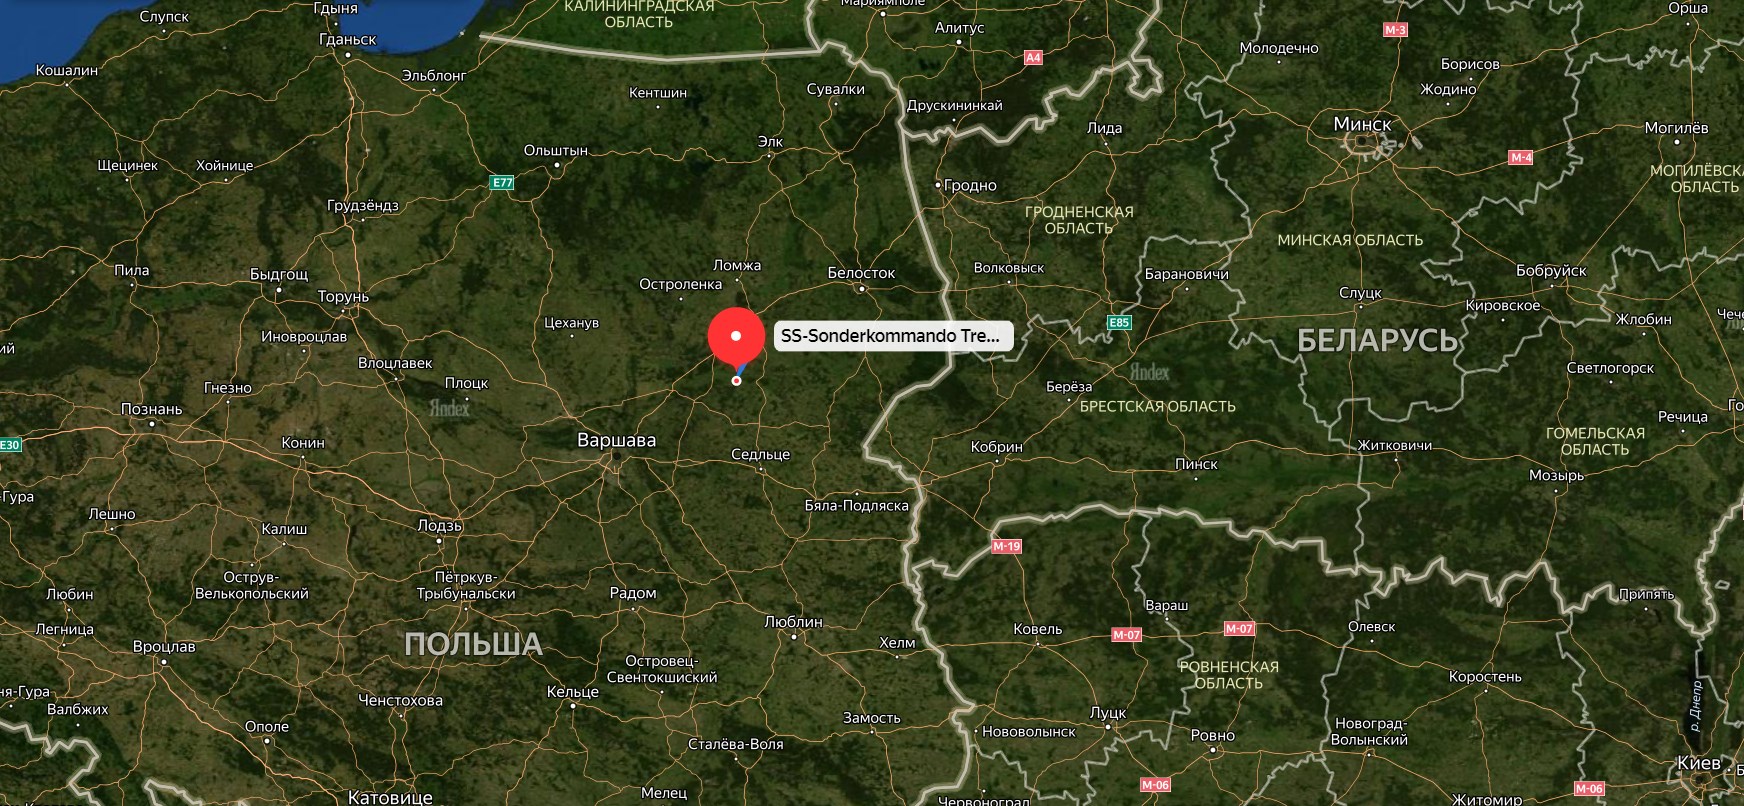 Слупск
Гдыня
Гданьск
Кошалин
Эльблонг
КАЛИНИНГРАДСКАЯ
ОБЛАСТЬ
Мариямполе
Алитус
A4
Молодечно
M-3
Орша
Борисов
Жодино
Кентшин
Сувалки
Друскининкай
Лида
Минск
Могилёв
Щецинек
Хойнице
Ольштын
Элк
M-4
E77
Гродно
МОГИЛЁВСКА
ОБЛАСТЬ
Грудзёндз
ГРОДНЕНСКАЯ
ОБЛАСТЬ
МИНСКАЯ ОБЛАСТЬ
Пила
Быдгощ
Торунь
Остроленка
Ломжа
Белосток
Волковыск
Барановичи
Бобруйск
Слуцк
Кировское
Жлобин
Чече
Иновроцлав
Цеханув
SS-Sonderkommando Tre...
E85
БЕЛАРУСЬ
ий
Влоцлавек
Плоцк
Yandex
Гнезно
Берёза
Yandex
Светлогорск
Познань
БРЕСТСКАЯ ОБЛАСТЬ
Речица
Го
E30
Конин
Варшава
Седльце
Кобрин
Пинск
Житковичи
ГОМЕЛЬСКАЯ
ОБЛАСТЬ
Мозырь
-Гура
Лешно
Калиш
Лодзь
Бяла-Подляска
M-19
Острув-
Велькопольский
Пётркув-
Трыбунальски
Любин
Радом
Припять
Легница
Вроцлав
ПОЛЬША
Люблин
Хелм
Ковель
Вараш
M-07
M-07
Олевск
Островец-
Свентокшиский
РОВНЕНСКАЯ
ОБЛАСТЬ
Коростень
ня-Гура
Валбжих
Ченстохова
Кельце
Ополе
Замость
Нововолынск
Луцк
Ровно
Новоград-
Волынский
р. Днепр
Сталёва-Воля
Киев
Катовице
Мелец
Червоноград
M-06
Житомир
M-06
Б